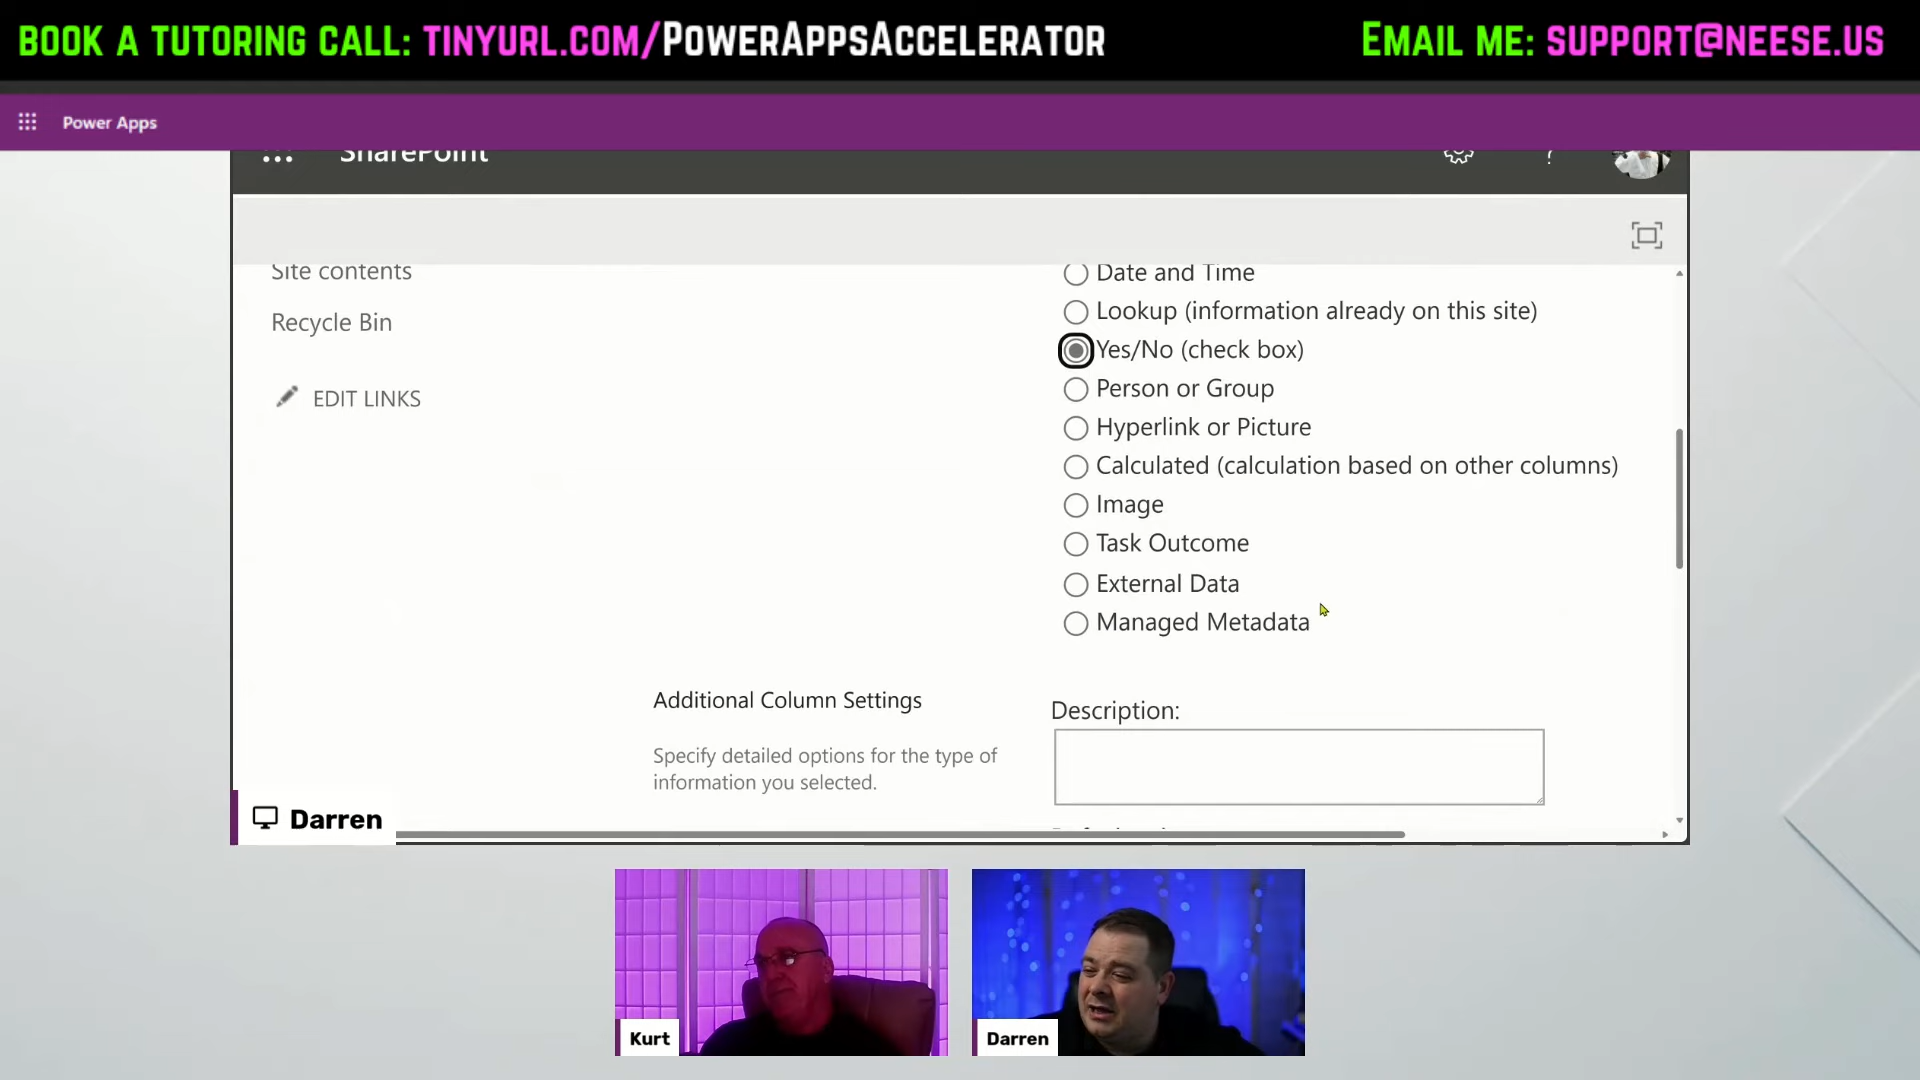 BOOK A TUTORING CALL: TINYURL.COM/POWERAPPSACCELERATOR
EMAIL ME: SUPPORT@NEESE.US
Power Apps
SharePoint
?
Site contents
Recycle Bin
EDIT LINKS
Date and Time
Lookup (information already on this site)
Yes/No (check box)
Person or Group
Hyperlink or Picture
Calculated (calculation based on other columns)
Image
Task Outcome
External Data
Managed Metadata
Additional Column Settings
Specify detailed options for the type of
information you selected.
Description:
Darren
Kurt
Darren